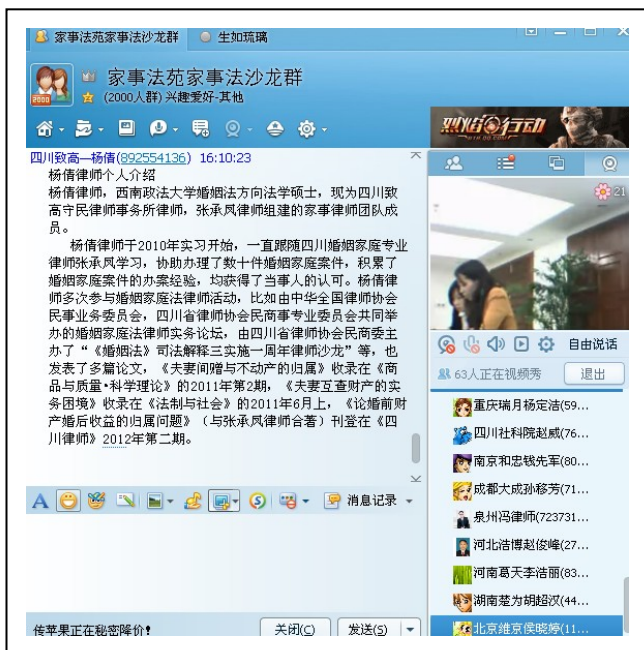 家事法苑家事法沙龙群
生如琉璃
家事法苑家事法沙龙群
2000
(2000人群) 兴趣爱好-其他
烈焰行动
四川致高—杨倩(892554136) 16:10:23
杨倩律师个人介绍
杨倩律师，西南政法大学婚姻法方向法学硕士，现为四川致
高守民律师事务所律师，张承凤律师组建的家事律师团队成
员。
杨倩律师于2010年实习开始，一直跟随四川婚姻家庭专业
律师张承凤学习，协助办理了数十件婚姻家庭案件，积累了
婚姻家庭案件的办案经验，均获得了当事人的认可。杨倩律
师多次参与婚姻家庭法律师活动，比如由中华全国律师协会
民事业务委员会，四川省律师协会民商事专业委员会共同举
办的婚姻家庭法律师实务论坛，由四川省律师协会民商委主
办了“《婚姻法》司法解释三实施一周年律师沙龙”等，也
发表了多篇论文，《夫妻间赠与不动产的归属》收录在《商
品与质量·科学理论》的2011年第2期，《夫妻互查财产的实
务困境》收录在《法制与社会》的2011年6月上，《论婚前财
产婚后收益的归属问题》（与张承凤律师合著）刊登在《四
川律师》2012年第二期。
21
自由说话
63人正在视频秀
退出
重庆瑞月杨定洁(59...
四川社科院赵威(76...
南京和忠钱先军(80...
成都大成孙移芳(71...
泉州冯律师(723731...
河北浩博赵俊峰(27...
河南葛天李浩丽(83...
湖南楚为胡超汉(44...
北京维京侯晓婷(11...
消息记录
传苹果正在秘密降价！
关闭(C)
发送(S)